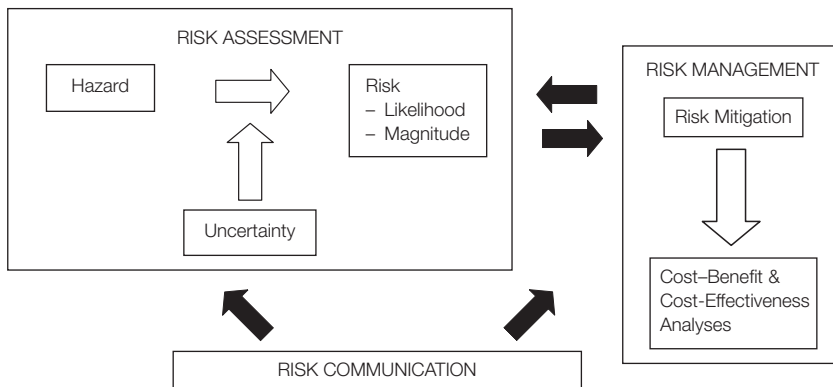 RISK ASSESSMENT
Hazard
Risk
– Likelihood
– Magnitude
Uncertainty
RISK MANAGEMENT
Risk Mitigation
Cost–Benefit &
Cost-Effectiveness
Analyses
RISK COMMUNICATION